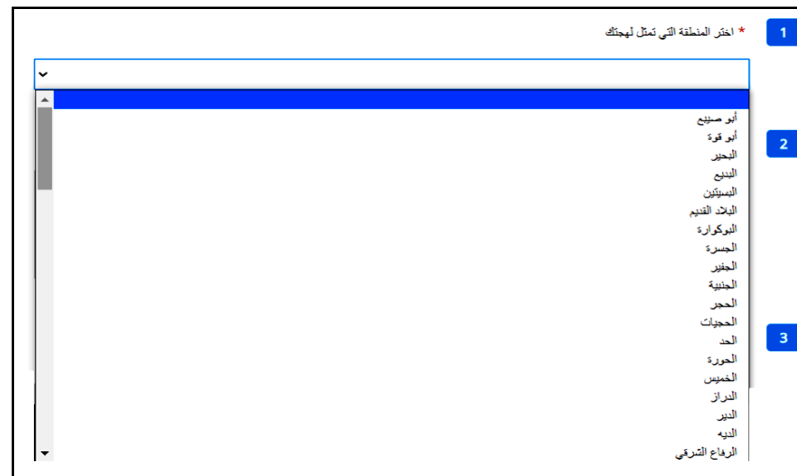 1
* اختر المنطقة التي تمثل لهجتك
أبو صيبع
أبو قوة
2
البحير
البديع
البسيتين
البلاد القديم
البوكوارة
الجسرة
الجفير
الجنبية
الحجر
الحجيات
الحد
3
الحورة
الخميس
الدراز
الدير
الديه
الرفاع الشرقي